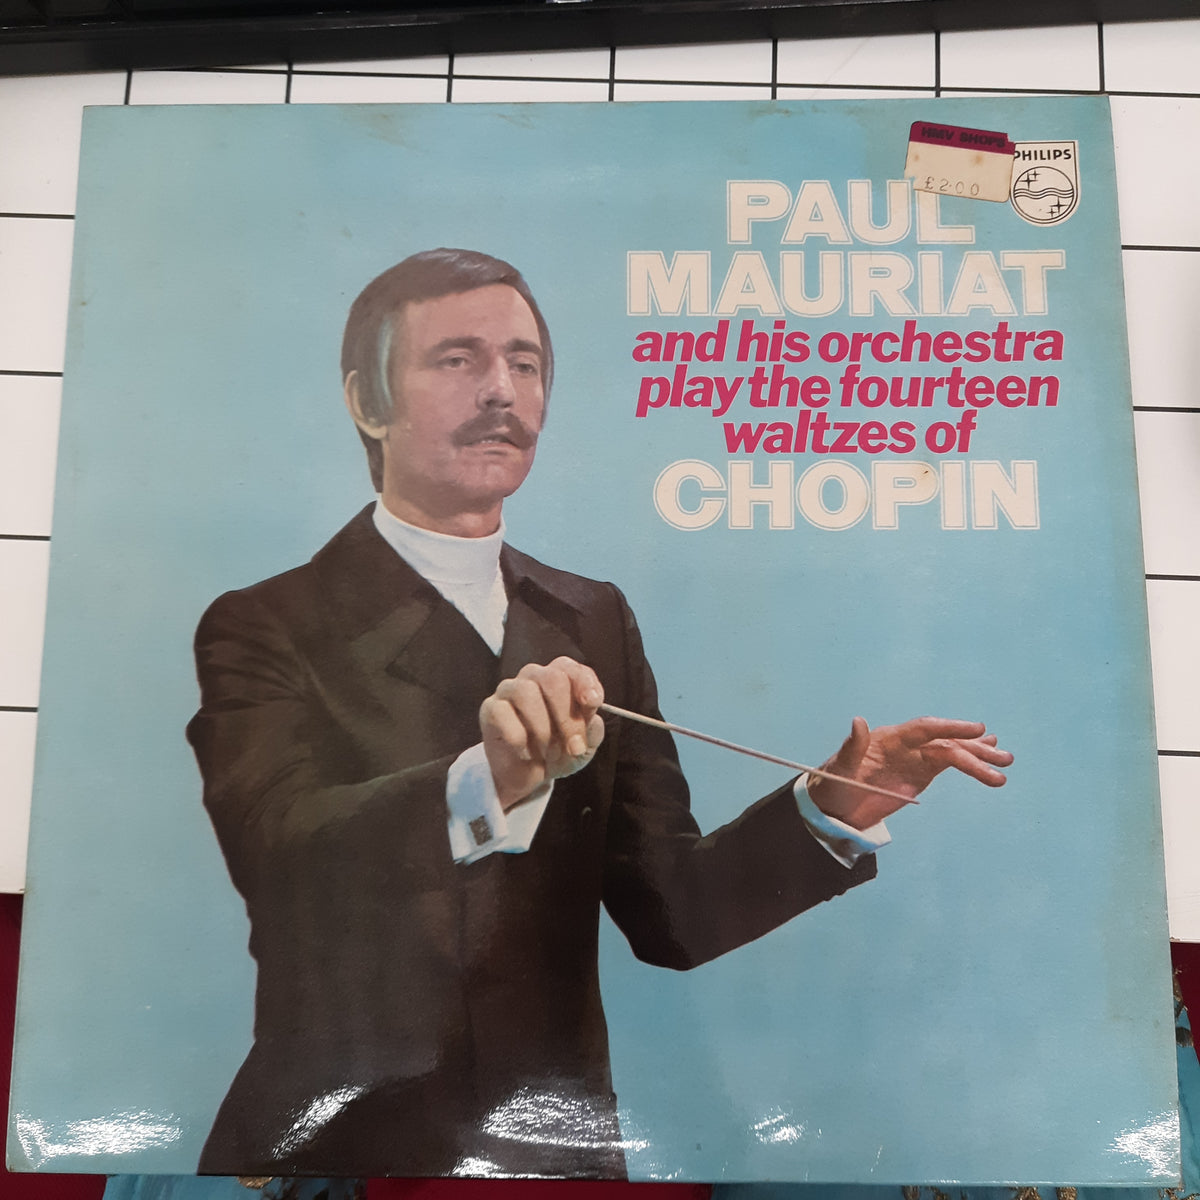 HMV SHOPS
£2.00
PHILIPS
PAUL
MAURIAT
and his orchestra
play the fourteen
waltzes of
CHOPIN